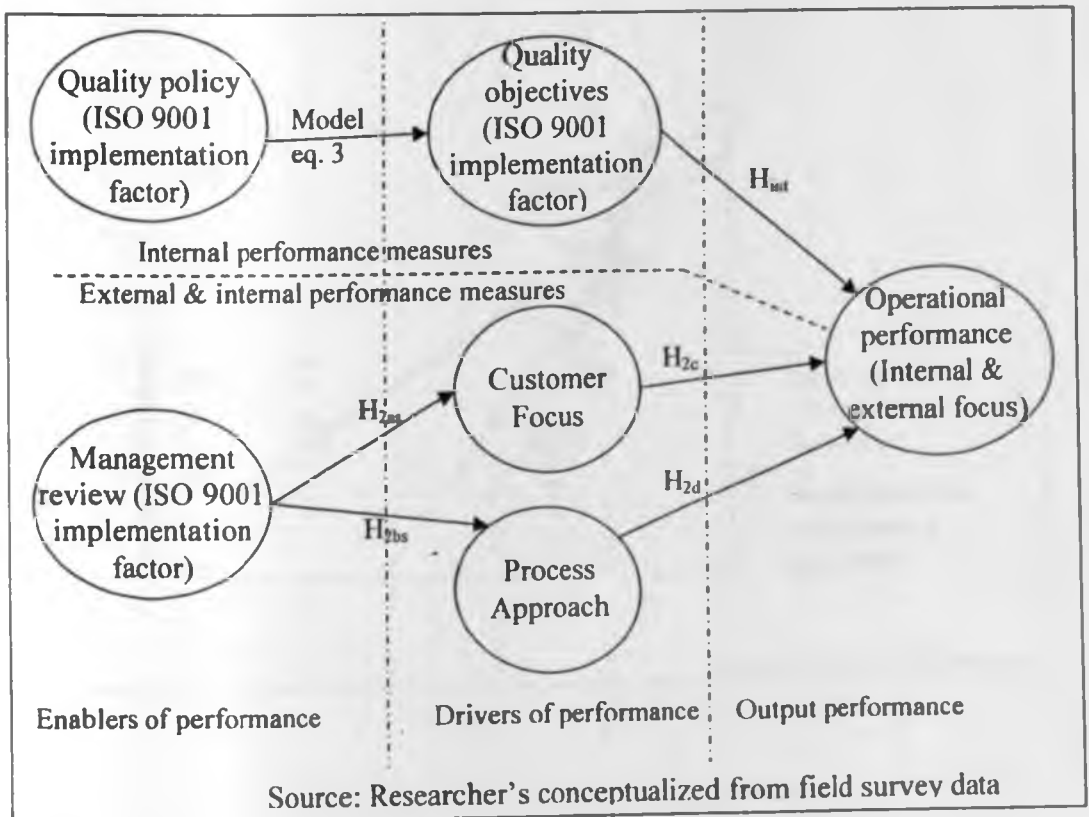 Quality policy
(ISO 9001
implementation
factor)
Model
eq. 3
Quality
objectives
(ISO 9001
implementation
factor)
Internal performance measures
External & internal performance measures
Operational
performance
(Internal &
external focus)
Customer
Focus
H2c
Management
review (ISO 9001
implementation
factor)
H2bs
H2d
Process
Approach
Enablers of performance
Drivers of performance
Output performance
Source: Researcher's conceptualized from field survey data